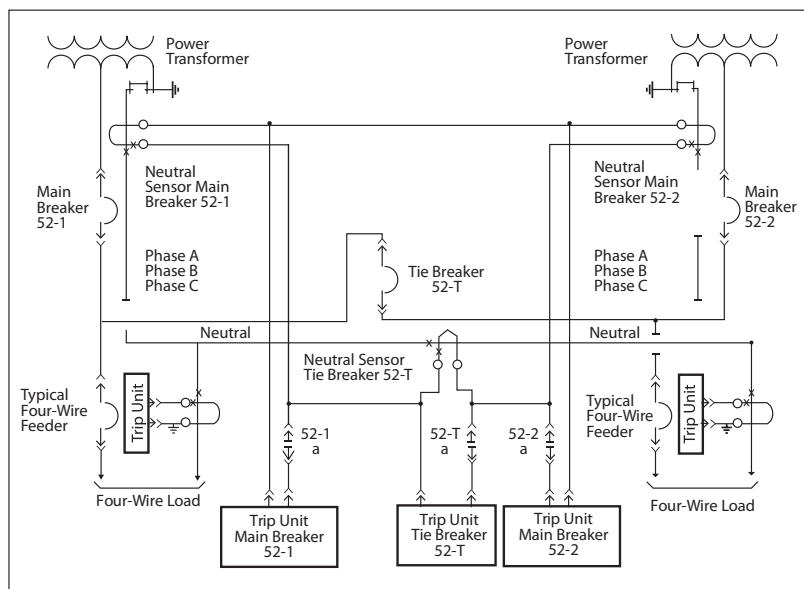 Power
Transformer
Power
Transformer
Neutral
Sensor Main
Breaker 52-1
Neutral
Sensor Main
Breaker 52-2
Main
Breaker
52-1
Main
Breaker
52-2
Phase A
Phase B
Phase C
Tie Breaker
52-T
Phase A
Phase B
Phase C
Neutral
Neutral
Neutral Sensor
Tie Breaker 52-T
Typical
Four-Wire
Feeder
Trip Unit
Typical
Four-Wire
Feeder
Trip Unit
52-1
a
52-T
a
52-2
a
Four-Wire Load
Four-Wire Load
Trip Unit
Main Breaker
52-1
Trip Unit
Tie Breaker
52-T
Trip Unit
Main Breaker
52-2